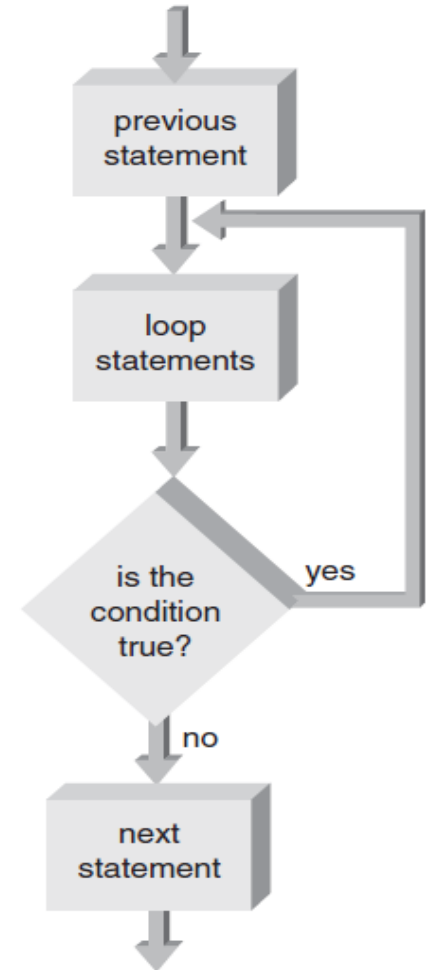 previous
statement
loop
statements
is the
condition
true?
yes
no
next
statement